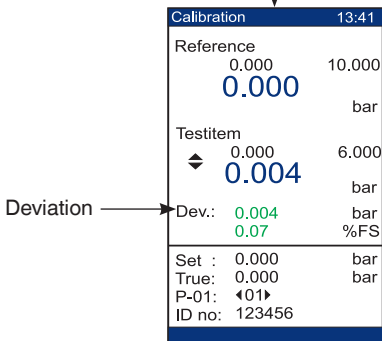 Calibration 13:41
Reference
0.000 10.000
0.000
bar
Testitem
0.000 6.000
0.004
bar
Deviation
Dev.: 0.004 bar
0.07 %FS
Set : 0.000 bar
True: 0.000 bar
P-01: 01
ID no: 123456